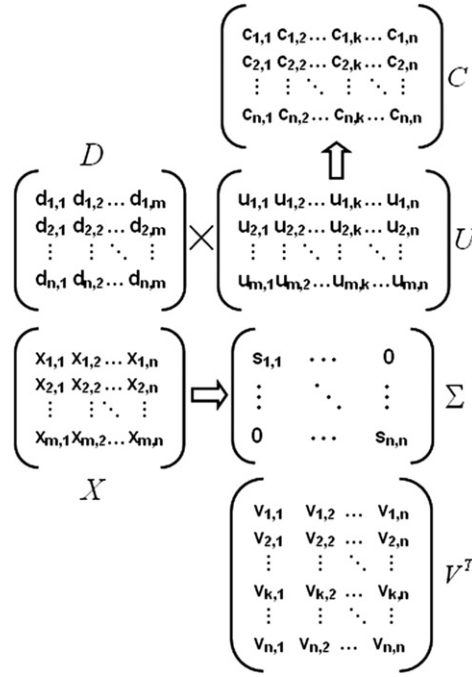 c1,1 c1,2 ... c1,k ... c1,n
c2,1 c2,2 ... c2,k ... c2,n
⋮ ⋮ ⋱ ⋮ ⋱ ⋮
cn,1 cn,2 ... cn,k ... cn,n
C
D
d1,1 d1,2 ... d1,m
d2,1 d2,2 ... d2,m
⋮ ⋮ ⋱ ⋮
dn,1 dn,2 ... dn,m
×
u1,1 u1,2 ... u1,k ... u1,n
u2,1 u2,2 ... u2,k ... u2,n
⋮ ⋮ ⋱ ⋮ ⋱ ⋮
um,1 um,2 ... um,k ... um,n
U
x1,1 x1,2 ... x1,n
x2,1 x2,2 ... x2,n
⋮ ⋮ ⋱ ⋮
xm,1 xm,2 ... xm,n
X
s1,1 ... 0
⋮ ⋱ ⋮
0 ... sn,n
Σ
v1,1 v1,2 ... v1,n
v2,1 v2,2 ... v2,n
⋮ ⋮ ⋱ ⋮
vk,1 vk,2 ... vk,n
⋮ ⋮ ⋱ ⋮
vn,1 vn,2 ... vn,n
V^T